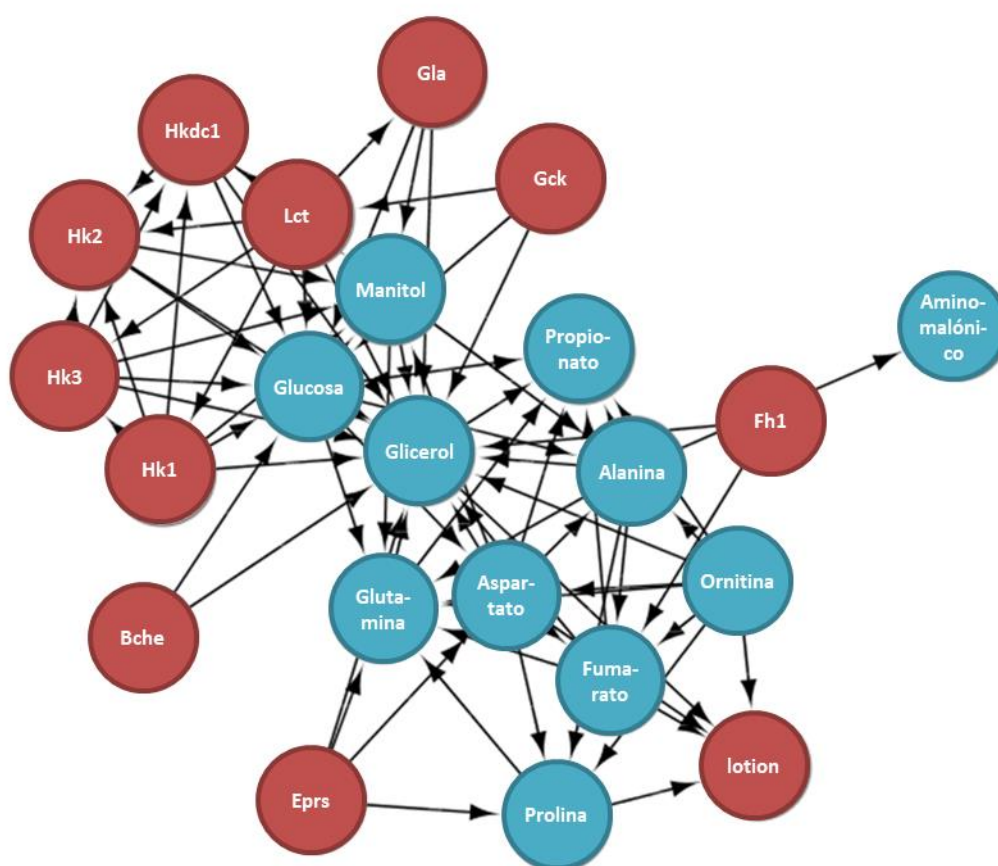 Gla
Hkdc1
Gck
Lct
Hk2
Manitol
Amino-
malóni-
co
Propio-
nato
Hk3
Glucosa
Fh1
Glicerol
Alanina
Hk1
Ornitina
Aspar-
tato
Gluta-
mina
Bche
Fuma-
rato
lotion
Eprs
Prolina